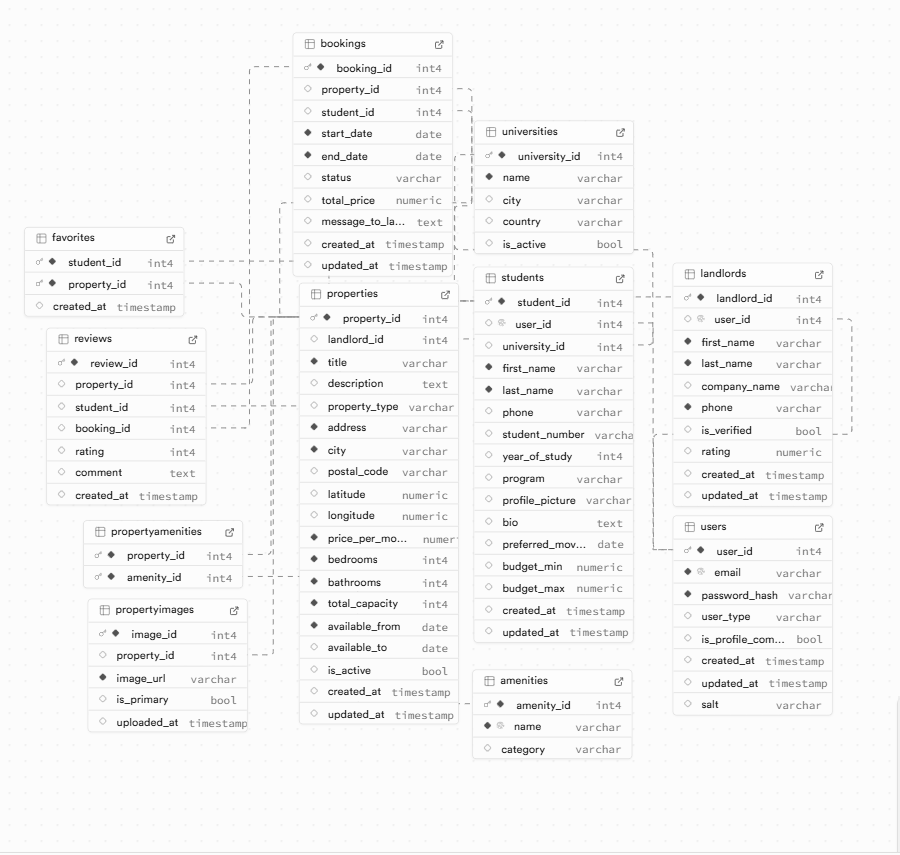 bookings
booking_id int4
property_id int4
student_id int4
start_date date
end_date date
status varchar
total_price numeric
message_to_la... text
created_at timestamp
updated_at timestamp
universities
university_id int4
name varchar
city varchar
country varchar
is_active bool
favorites
student_id int4
property_id int4
created_at timestamp
students
student_id int4
user_id int4
university_id int4
first_name varchar
last_name varchar
phone varchar
student_number varcha
year_of_study int4
program varchar
profile_picture varchar
bio text
preferred_mov... date
budget_min numeric
budget_max numeric
created_at timestamp
updated_at timestamp
landlords
landlord_id int4
user_id int4
first_name varchar
last_name varchar
company_name varchar
phone varchar
is_verified bool
rating numeric
created_at timestamp
updated_at timestamp
properties
property_id int4
landlord_id int4
title varchar
description text
property_type varchar
address varchar
city varchar
postal_code varchar
latitude numeric
longitude numeric
price_per_mo... numer
bedrooms int4
bathrooms int4
total_capacity int4
available_from date
available_to date
is_active bool
created_at timestamp
updated_at timestamp
reviews
review_id int4
property_id int4
student_id int4
booking_id int4
rating int4
comment text
created_at timestamp
users
user_id int4
email varchar
password_hash varchar
user_type varchar
is_profile_com... bool
created_at timestamp
updated_at timestamp
salt varchar
propertyamenities
property_id int4
amenity_id int4
propertyimages
image_id int4
property_id int4
image_url varchar
is_primary bool
uploaded_at timestamp
amenities
amenity_id int4
name varchar
category varchar